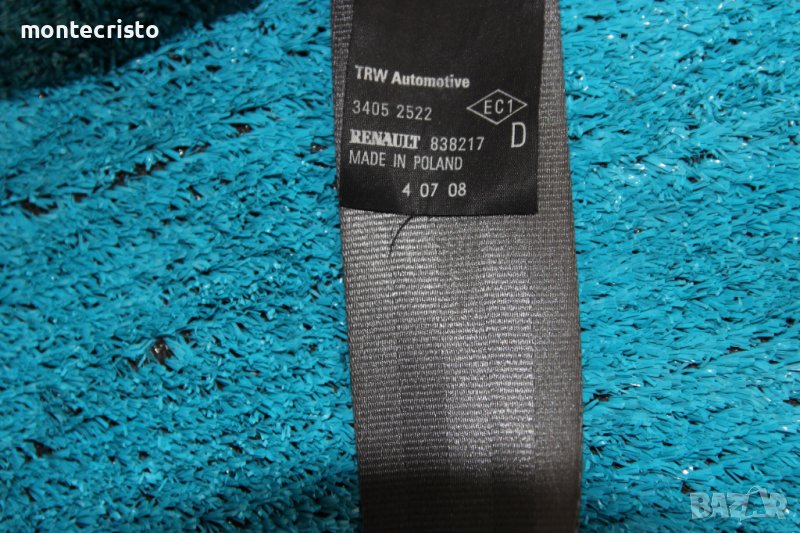 montecristo
TRW Automotive
3405 2522
EC1
RENAULT 838217 D
MADE IN POLAND
4 07 08
BAZAR